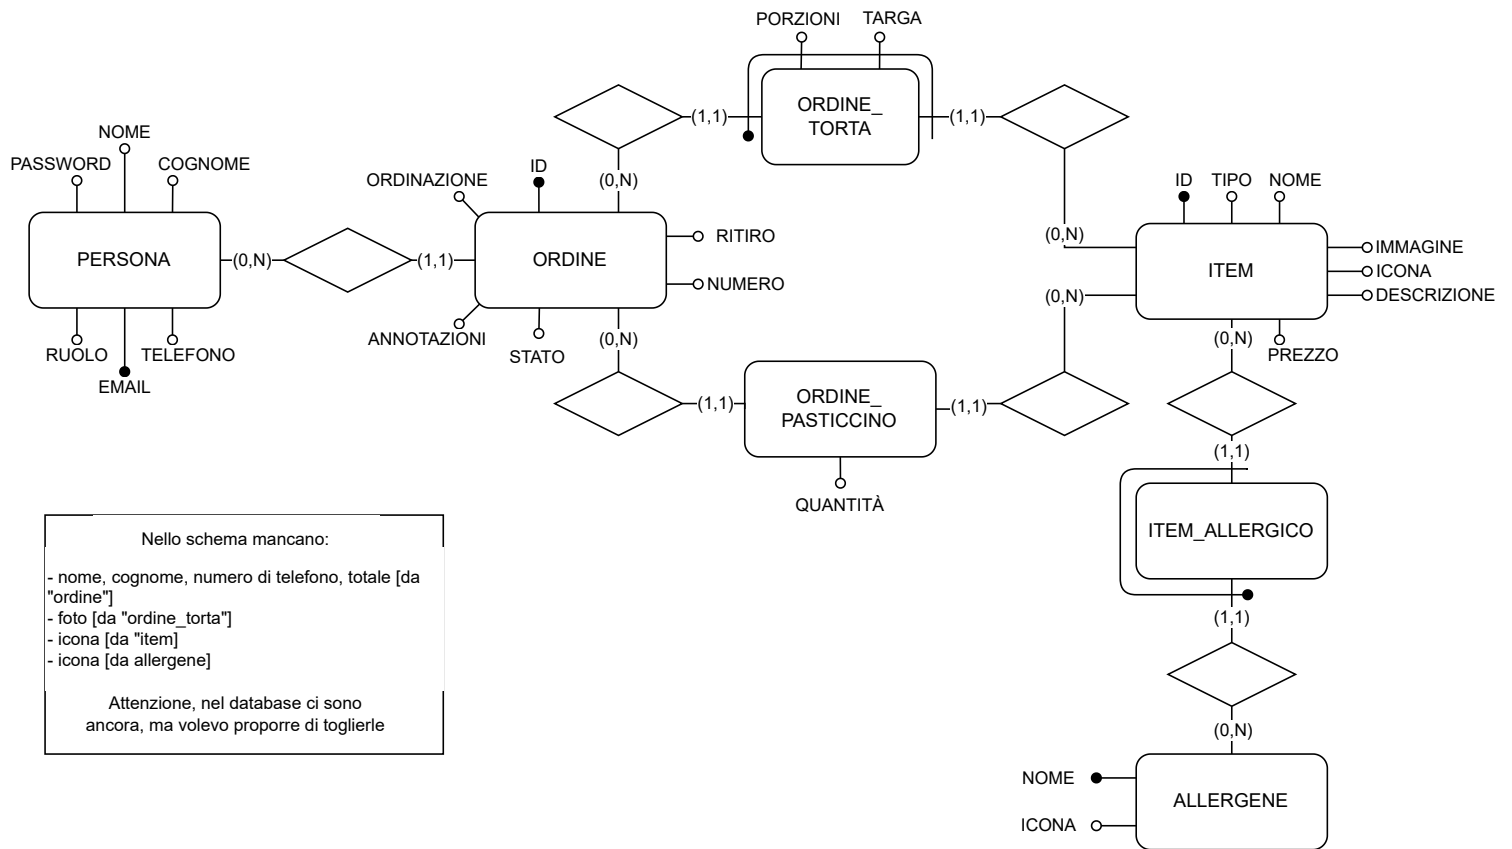 PORZIONI
TARGA
ORDINE_
TORTA
(1,1)
(1,1)
NOME
PASSWORD
COGNOME
PERSONA
RUOLO
TELEFONO
EMAIL
(0,N)
(1,1)
ORDINAZIONE
ID
(0,N)
ORDINE
RITIRO
NUMERO
ANNOTAZIONI
STATO
(0,N)
ID
TIPO
NOME
(0,N)
ITEM
IMMAGINE
ICONA
DESCRIZIONE
(0,N)
(0,N)
PREZZO
(1,1)
ORDINE_
PASTICCINO
(1,1)
QUANTITÀ
(1,1)
ITEM_ALLERGICO
(1,1)
(0,N)
NOME
ICONA
ALLERGENE
Nello schema mancano:
- nome, cognome, numero di telefono, totale [da
"ordine"]
- foto [da "ordine_torta"]
- icona [da "item]
- icona [da allergene]
Attenzione, nel database ci sono
ancora, ma volevo proporre di toglierle